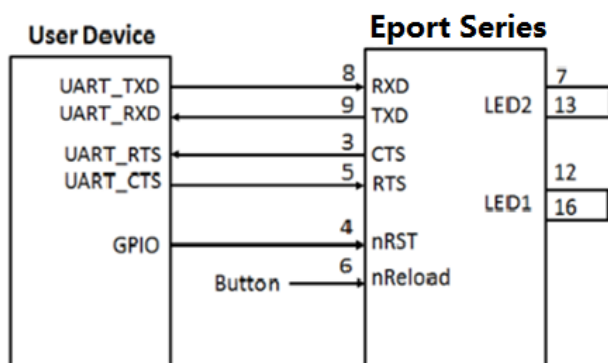 User Device
Eport Series
UART_TXD 8 RXD 7
UART_RXD 9 TXD LED2 13
UART_RTS 3 CTS
UART_CTS 5 RTS 12
LED1 16
GPIO 4 nRST
Button 6 nReload